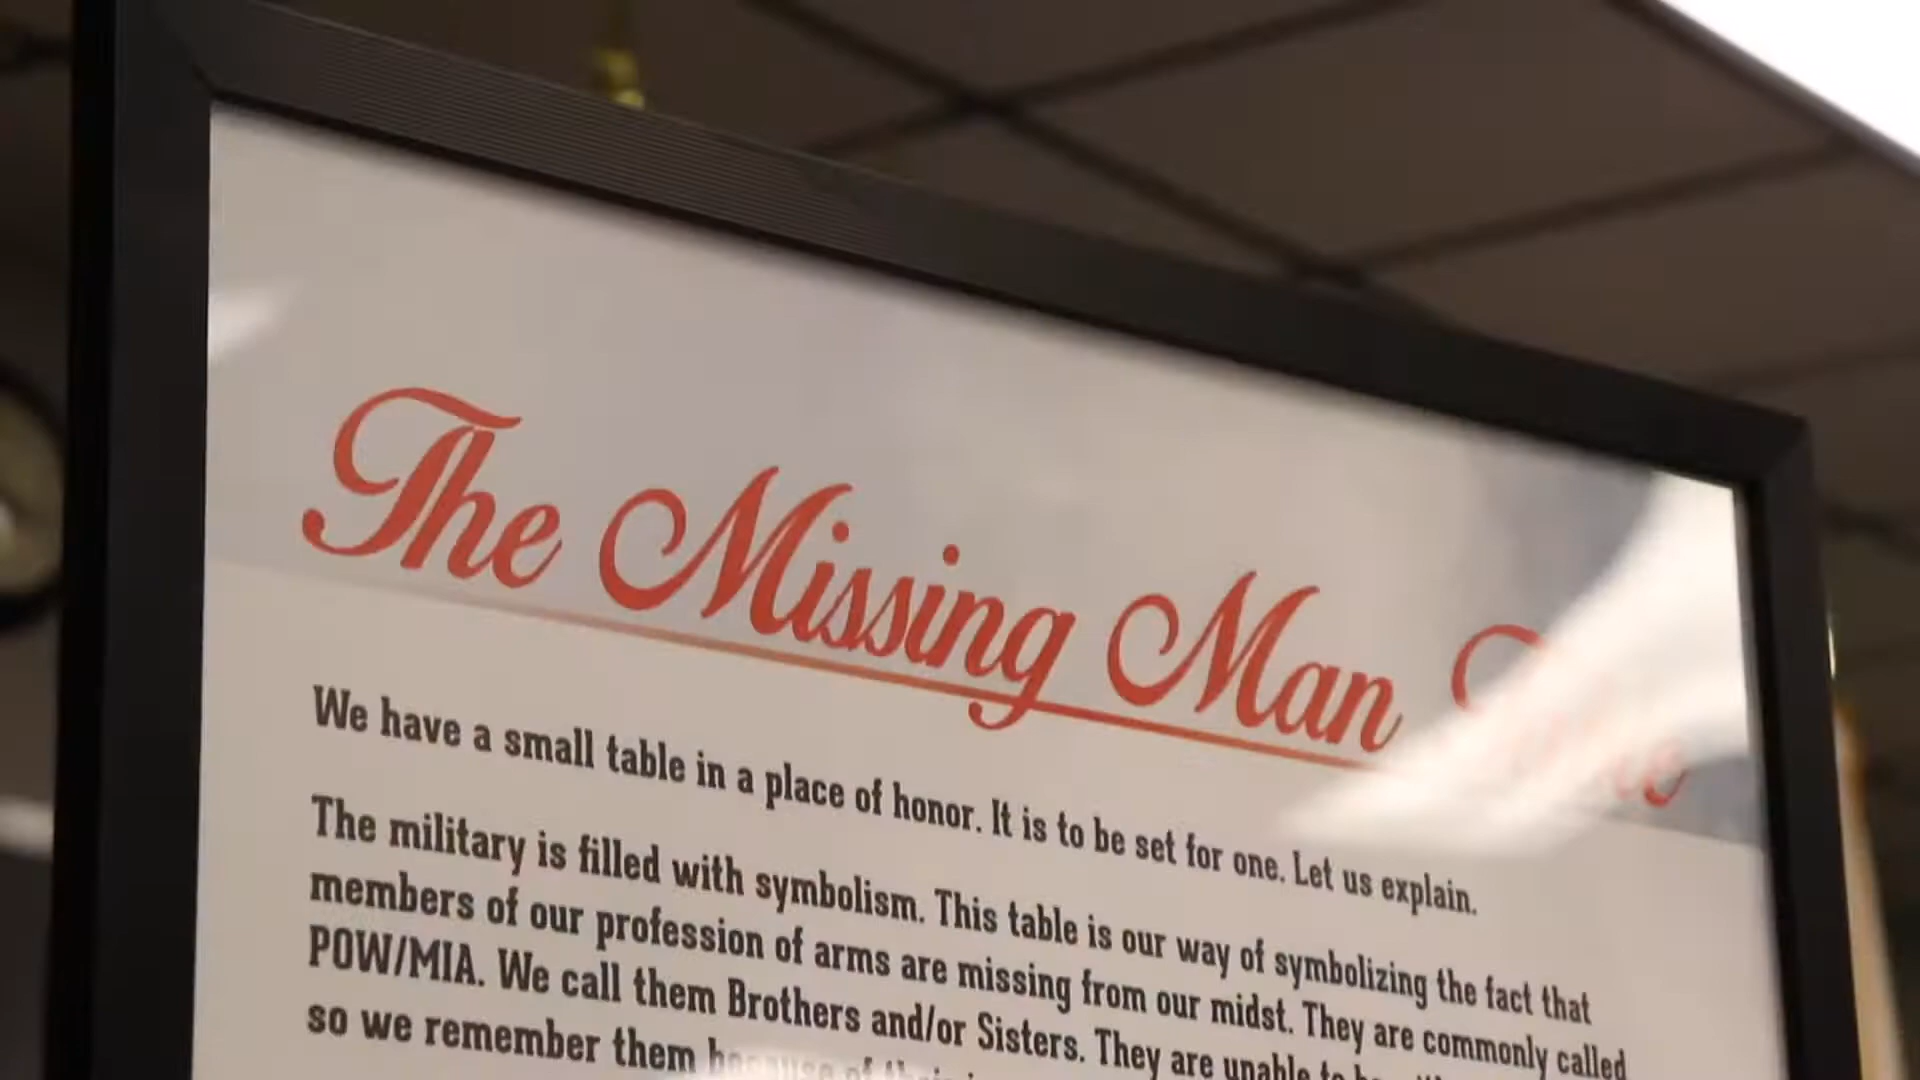 The Missing Man
We have a small table in a place of honor. It is to be set for one. Let us explain.
The military is filled with symbolism. This table is our way of symbolizing the fact that
members of our profession of arms are missing from our midst. They are commonly called
POW/MIA. We call them Brothers and/or Sisters. They are unable to
so we remember them